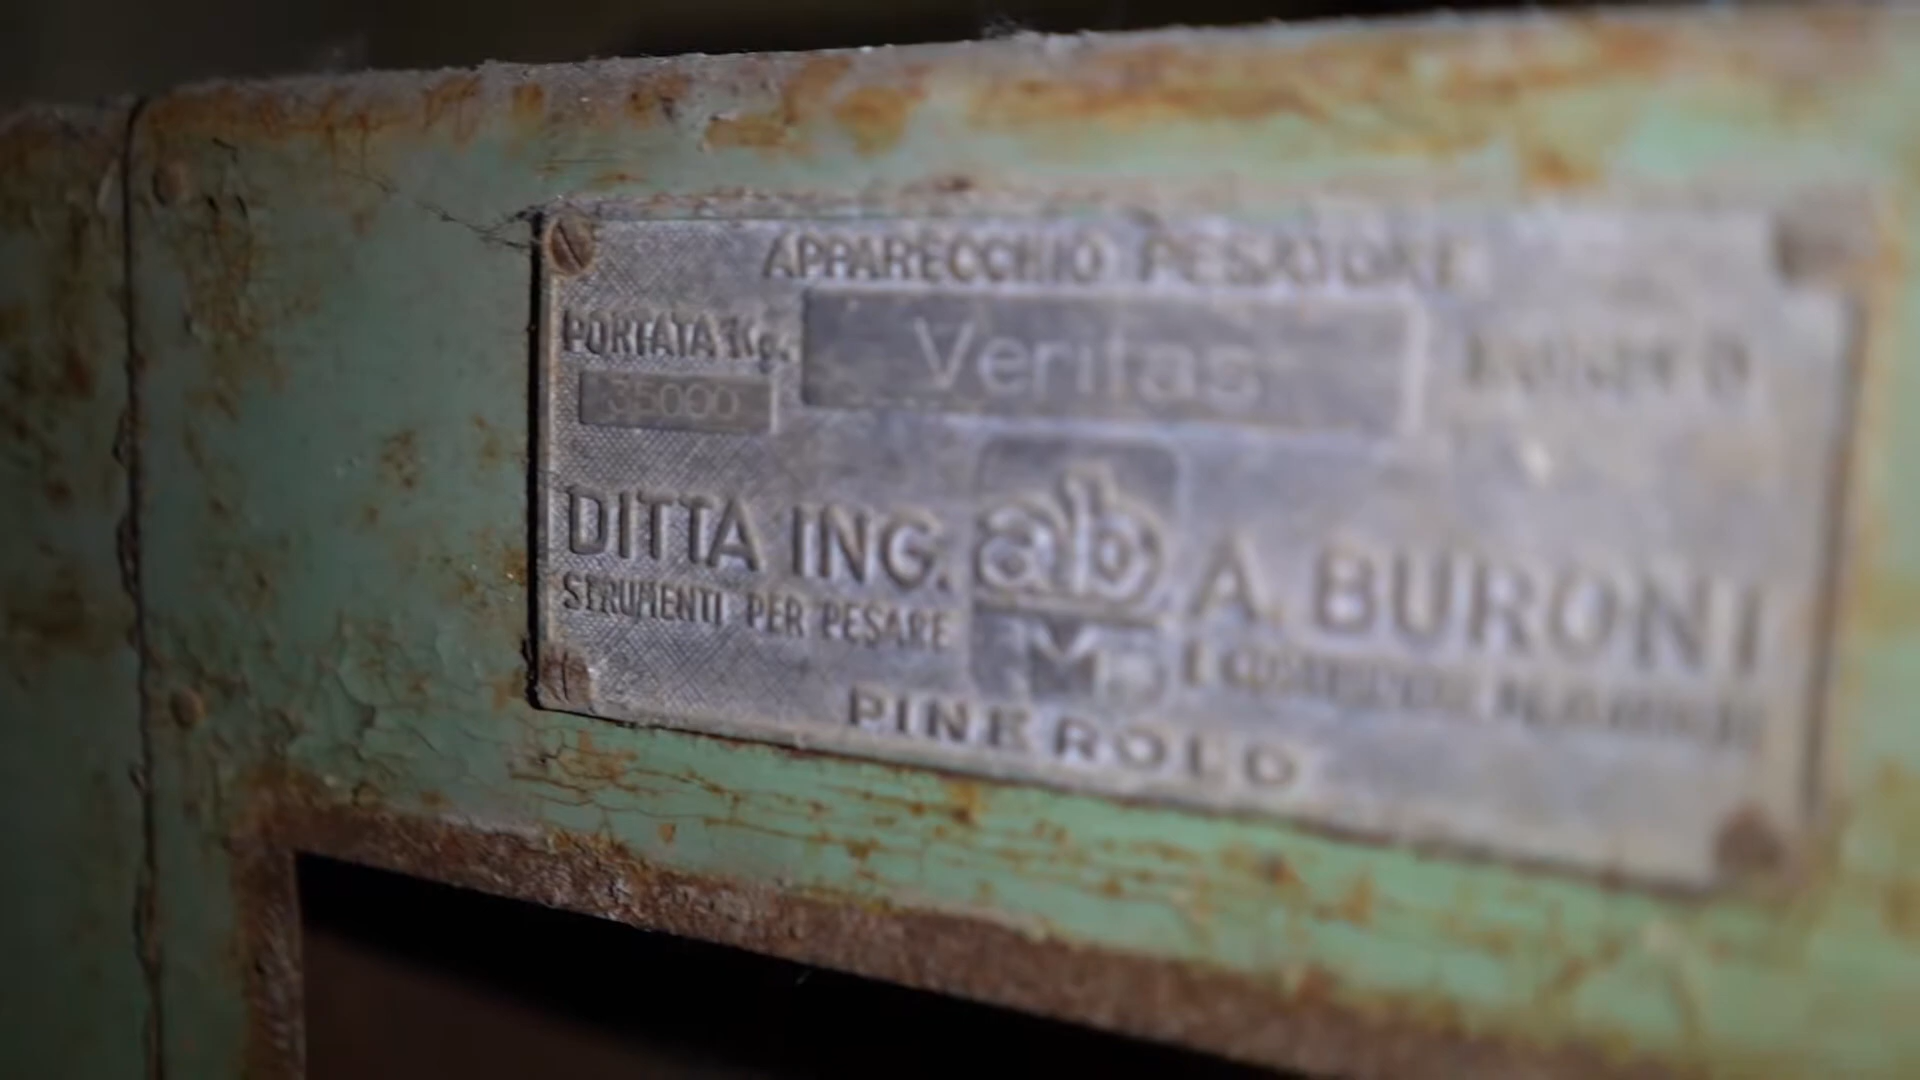 APPARECCHIO PESATORE
PORTATA Kg.
Veritas
35000
DITTA ING. ab A. BURONI
STRUMENTI PER PESARE
M
PINEROLO